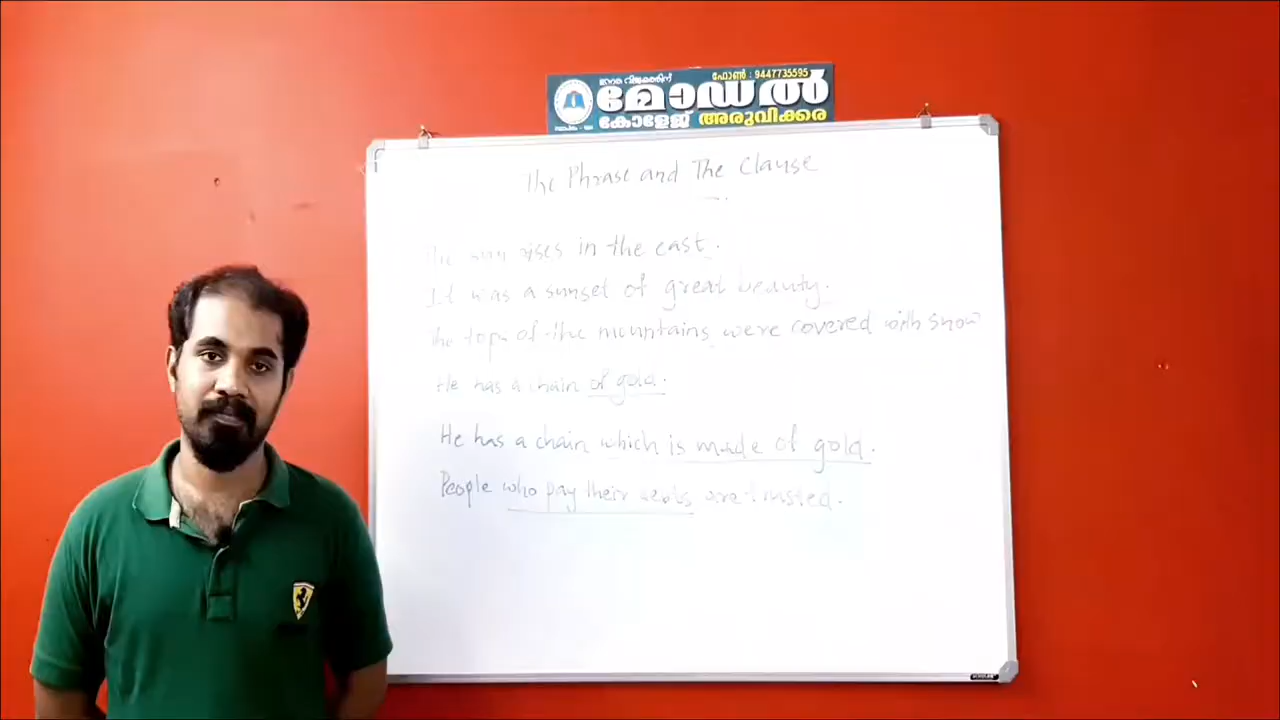 നേരായ വിജയത്തിന് ഫോൺ : 9447735595
മോഡൽ
കോളേജ് അരുവിക്കര
The Phrase and The Clause
The sun rises in the east.
It was a sunset of great beauty.
The tops of the mountains were covered with snow
He has a chain of gold.
He has a chain which is made of gold.
People who pay their debts are trusted.